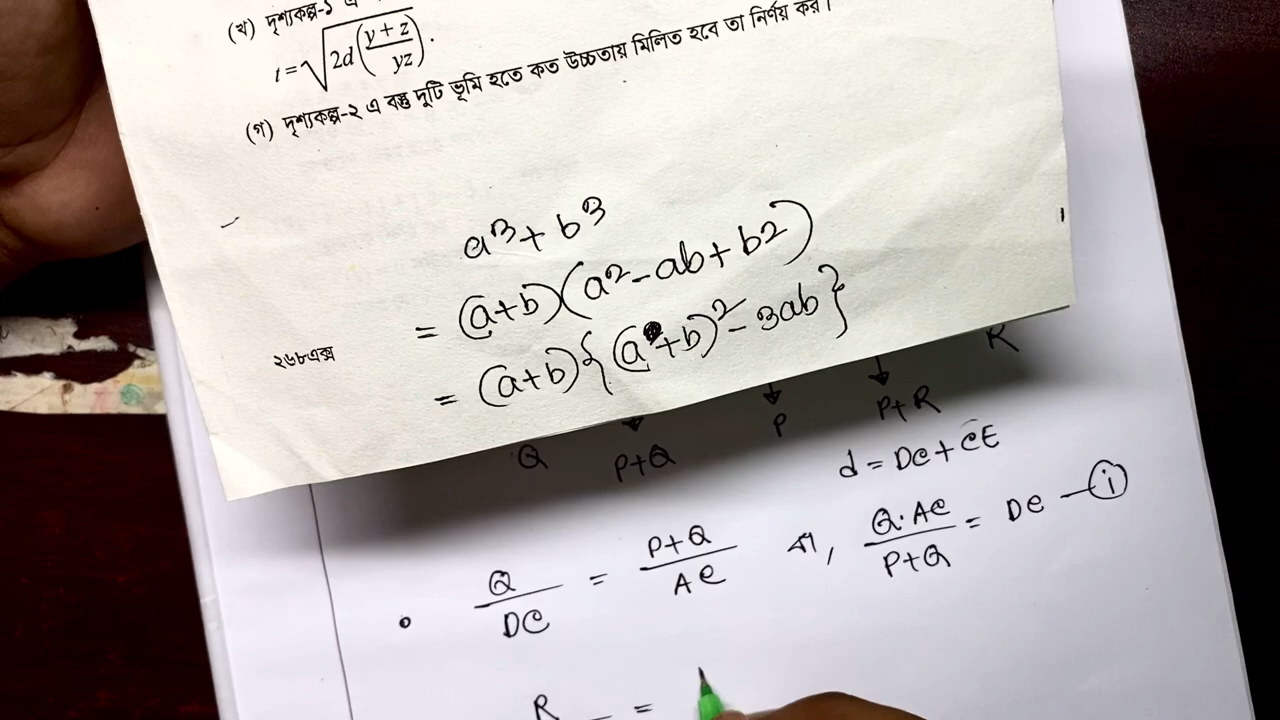 (খ) দৃশ্যকল্প-১ এ
t = √2d((y + z)/yz).
(গ) দৃশ্যকল্প-২ এ বস্তু দুটি ভূমি হতে কত উচ্চতায় মিলিত হবে তা নির্ণয় কর।
a³ + b³
= (a+b)(a² - ab + b2)
= (a+b){(a+b)² - 3ab}
২৬৮এক্স
R
Q P+Q P P+R
d = DC + CE
Q/DC = (P+Q)/AC বা, (Q·AC)/(P+Q) = DC — (i)
R =